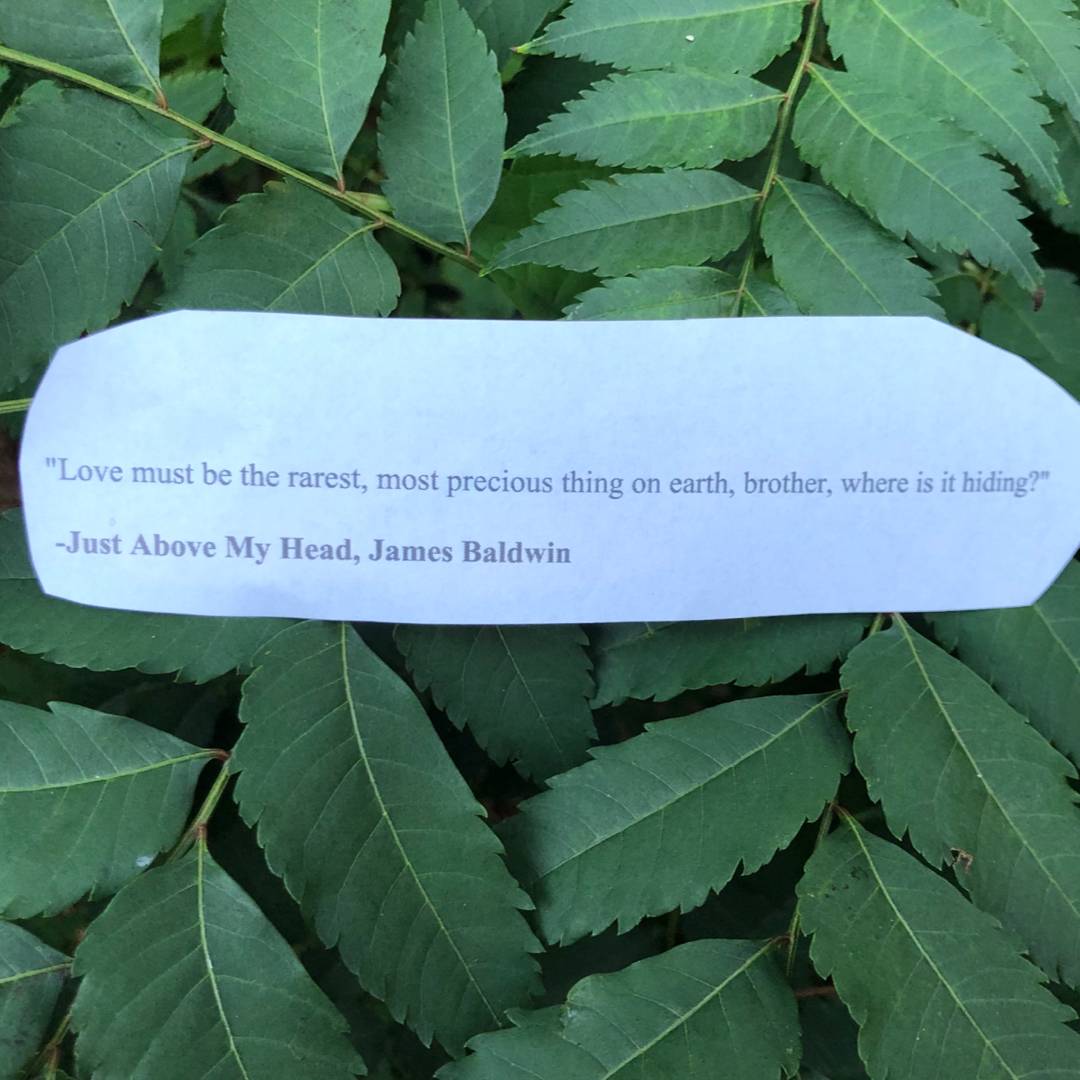 "Love must be the rarest, most precious thing on earth, brother, where is it hiding?"
-Just Above My Head, James Baldwin